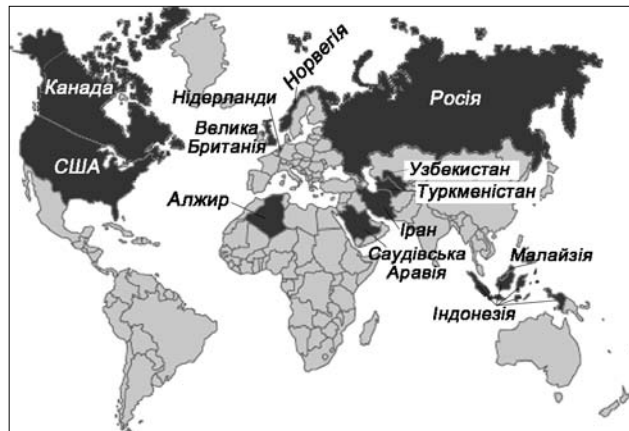 Канада
США
Норвегія
Нідерланди
Велика
Британія
Росія
Узбекистан
Туркменістан
Алжир
Іран
Саудівська
Аравія
Малайзія
Індонезія